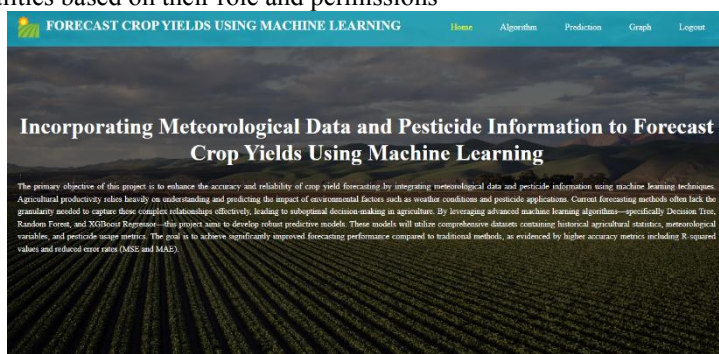 alities based on their role and permissions
FORECAST CROP YIELDS USING MACHINE LEARNING
Home Algorithm Prediction Graph Logout
Incorporating Meteorological Data and Pesticide Information to Forecast
Crop Yields Using Machine Learning
The primary objective of this project is to enhance the accuracy and reliability of crop yield forecasting by integrating meteorological data and pesticide information using machine learning techniques.
Agricultural productivity relies heavily on understanding and predicting the impact of environmental factors such as weather conditions and pesticide applications. Current forecasting methods often lack the
granularity needed to capture these complex relationships effectively, leading to suboptimal decision-making in agriculture. By leveraging advanced machine learning algorithms—specifically Decision Tree,
Random Forest, and XGBoost Regressor—this project aims to develop robust predictive models. These models will utilize comprehensive datasets containing historical agricultural statistics, meteorological
variables, and pesticide usage metrics. The goal is to achieve significantly improved forecasting performance compared to traditional methods, as evidenced by higher accuracy metrics including R-squared
values and reduced error rates (MSE and MAE).